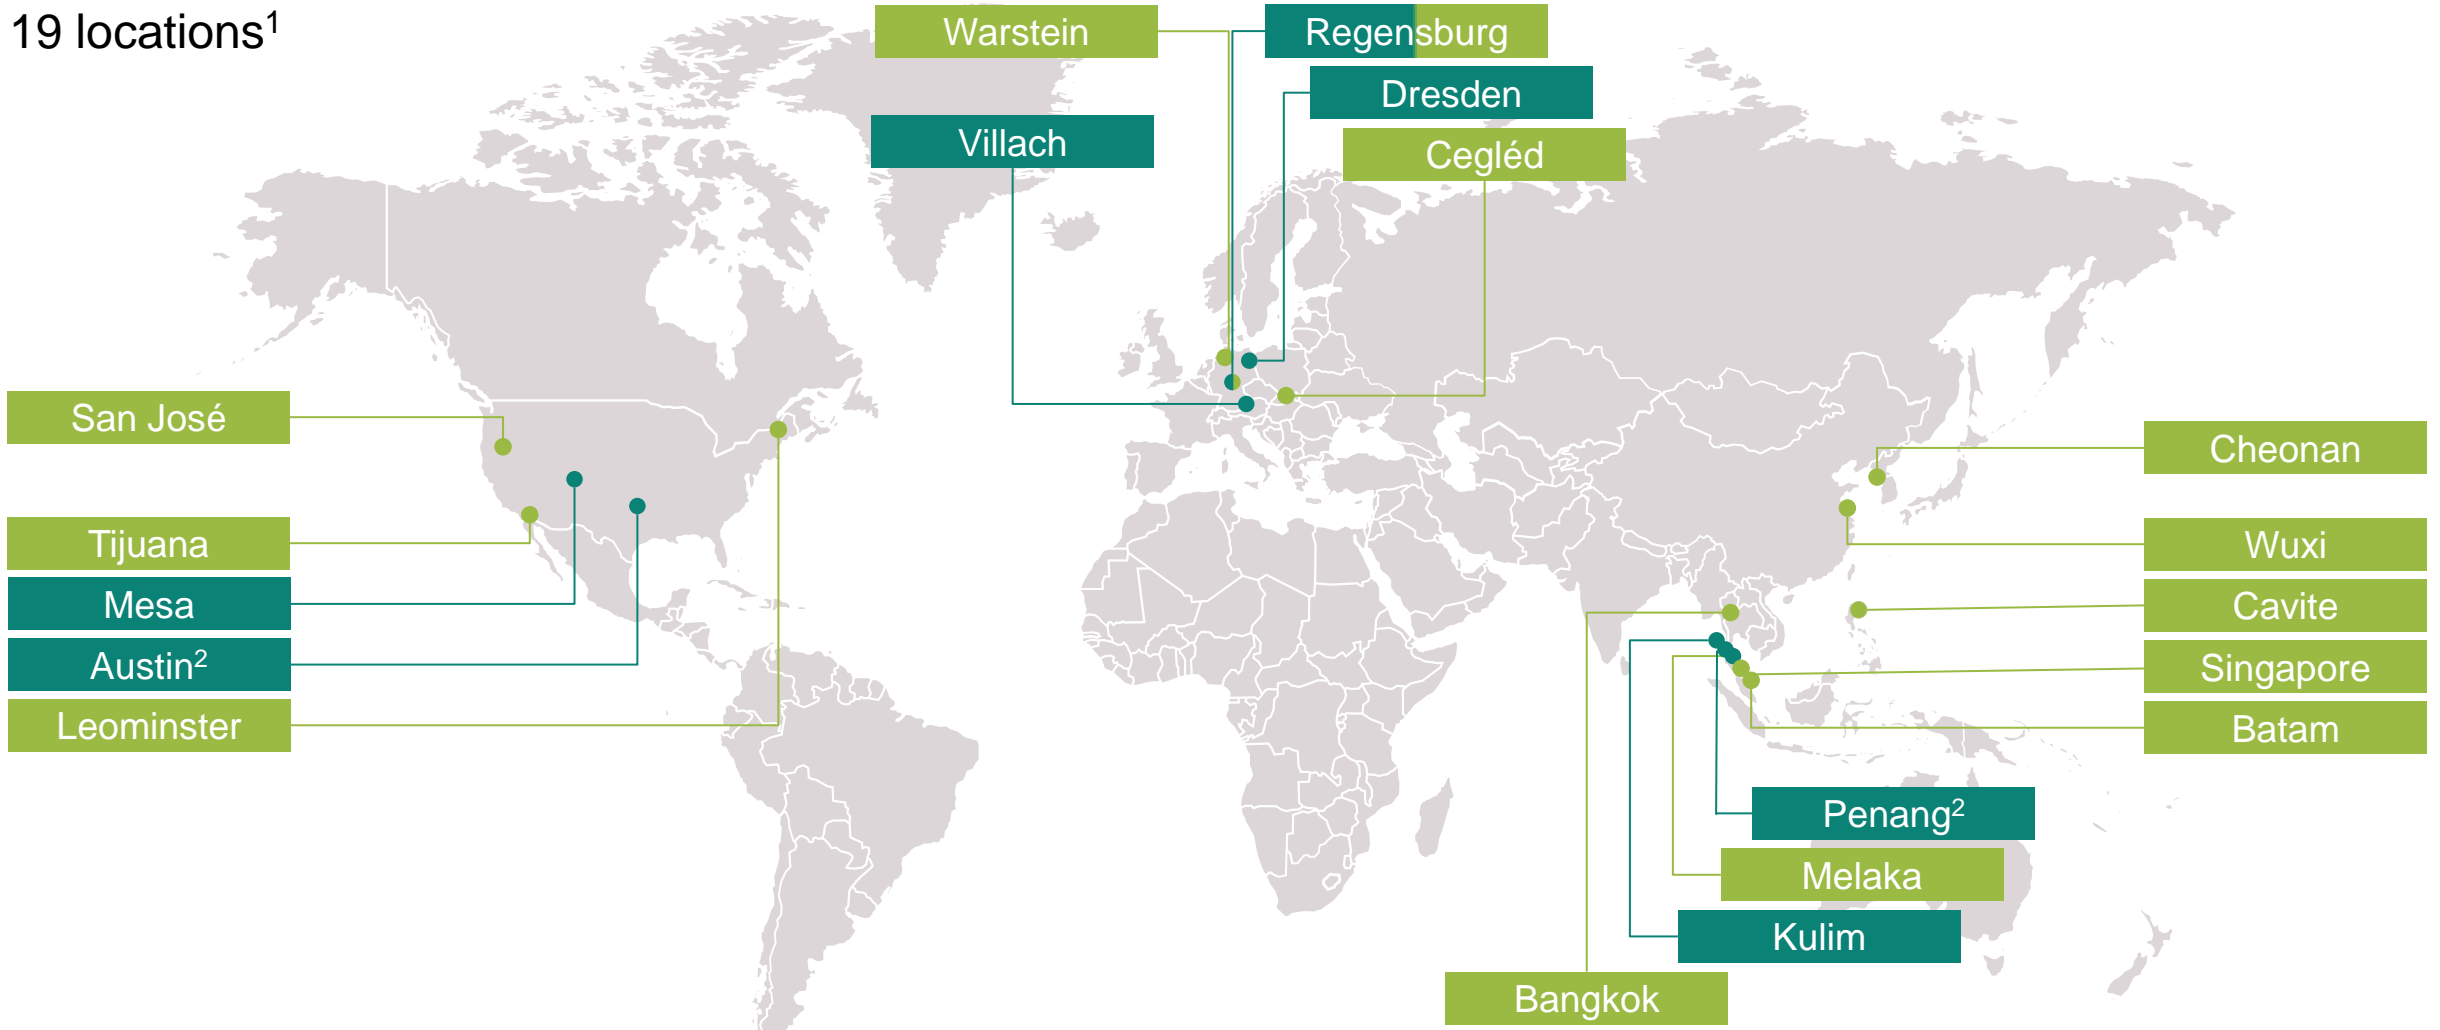 19 locations¹
Warstein
Regensburg
Dresden
Villach
Cegléd
San José
Tijuana
Mesa
Austin²
Leominster
Cheonan
Wuxi
Cavite
Singapore
Batam
Penang²
Melaka
Kulim
Bangkok